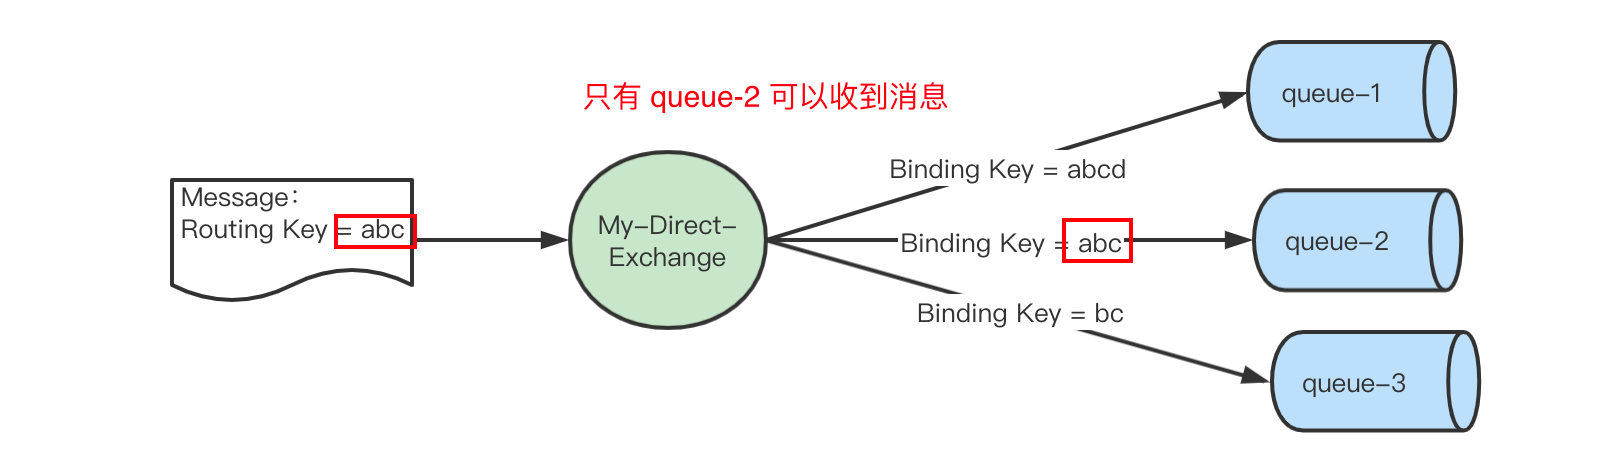 只有 queue-2 可以收到消息
Message：
Routing Key = abc
My-Direct-
Exchange
Binding Key = abcd
Binding Key = abc
Binding Key = bc
queue-1
queue-2
queue-3